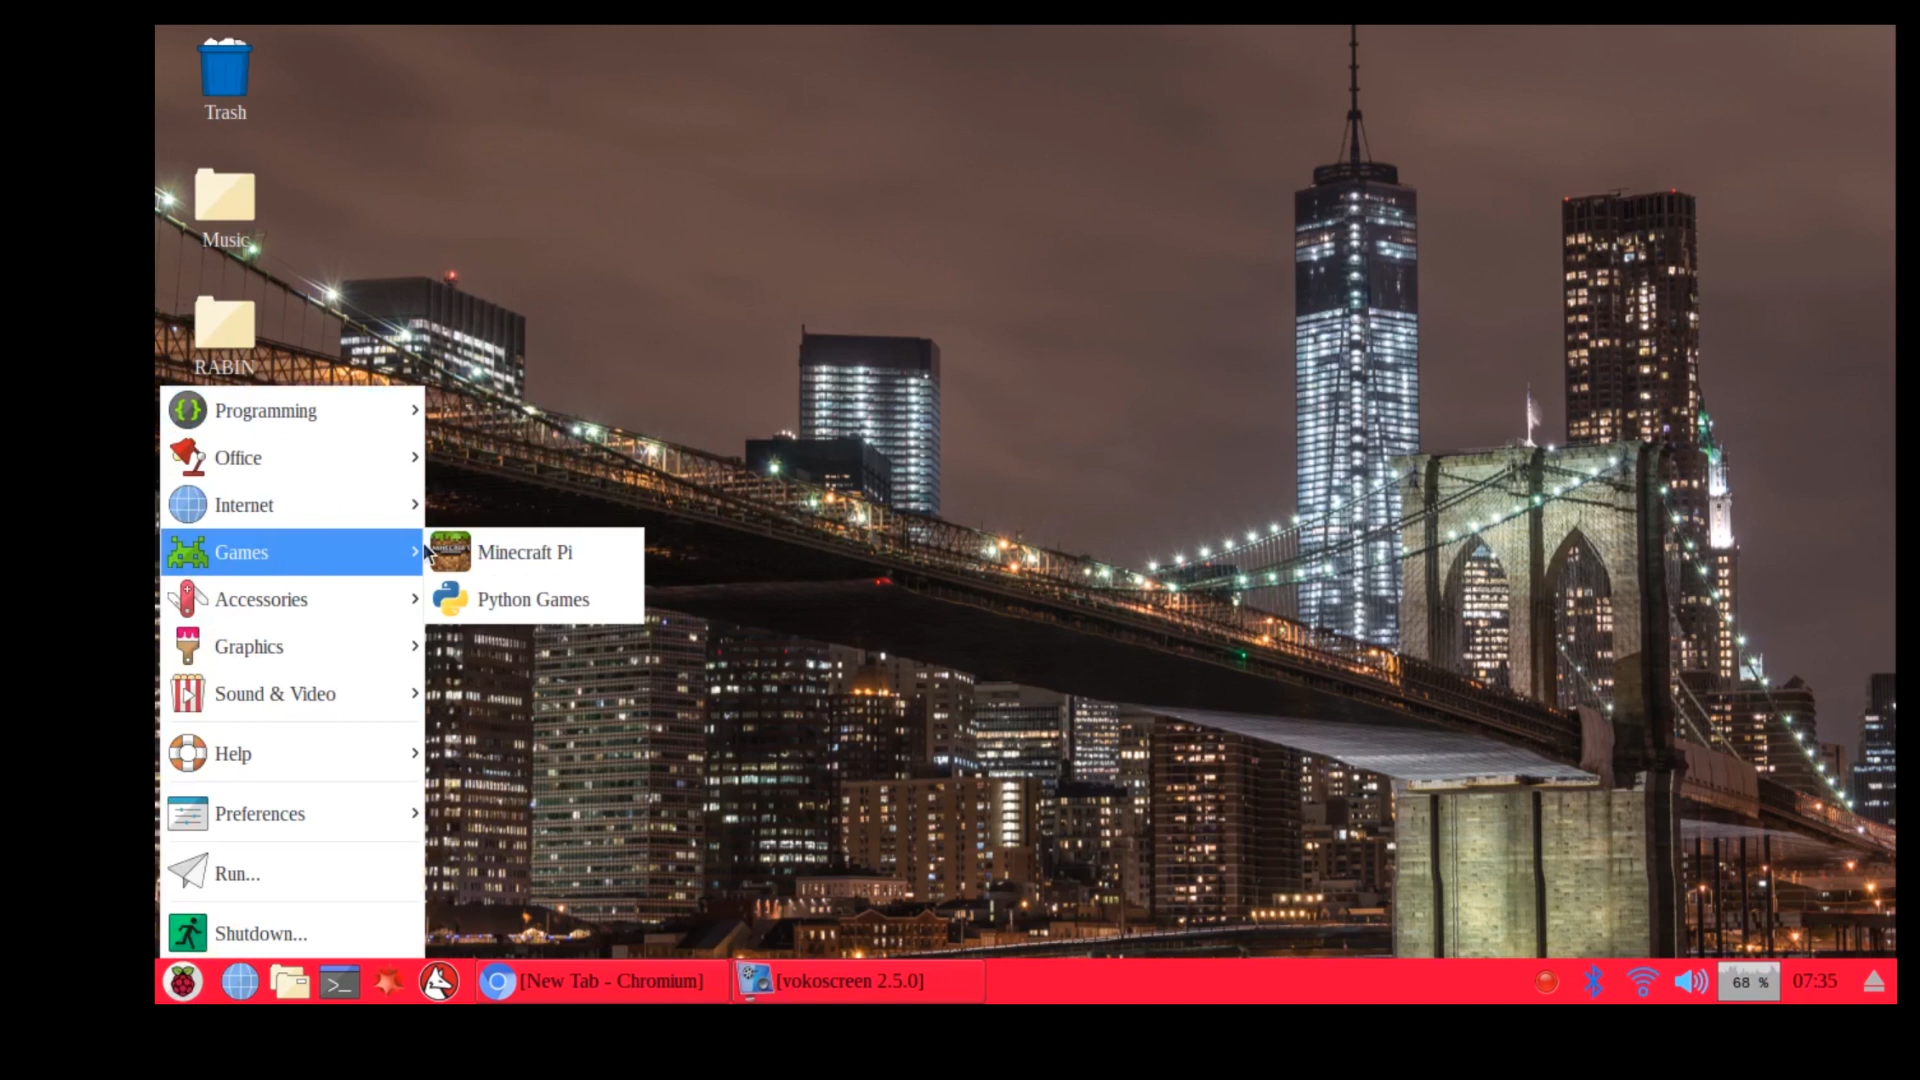 Trash
Music
RABIN
Programming
Office
Internet
Games
Minecraft Pi
Accessories
Python Games
Graphics
Sound & Video
Help
Preferences
Run...
Shutdown...
[New Tab - Chromium]
[vokoscreen 2.5.0]
68 %
07:35